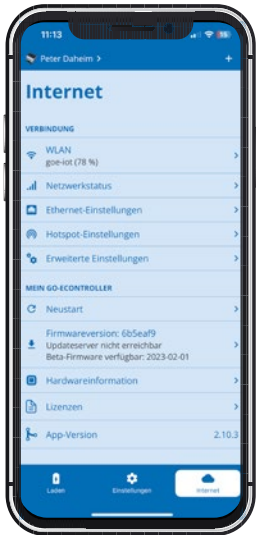 11:13
Peter Daheim
Internet
VERBINDUNG
WLAN
goe-iot (78 %)
Netzwerkstatus
Ethernet-Einstellungen
Hotspot-Einstellungen
Erweiterte Einstellungen
MEIN GO-ECONTROLLER
Neustart
Firmwareversion: 6b5eaf9
Updateserver nicht erreichbar
Beta-Firmware verfügbar: 2023-02-01
Hardwareinformation
Lizenzen
App-Version 2.10.3
Laden Einstellungen Internet